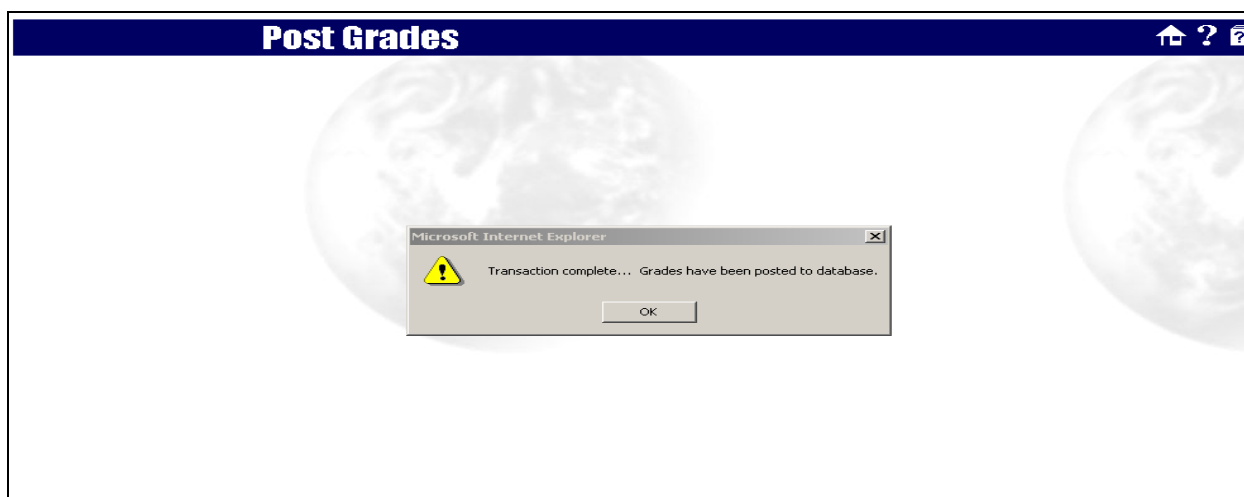 Post Grades
?
?
Microsoft Internet Explorer
Transaction complete... Grades have been posted to database.
OK